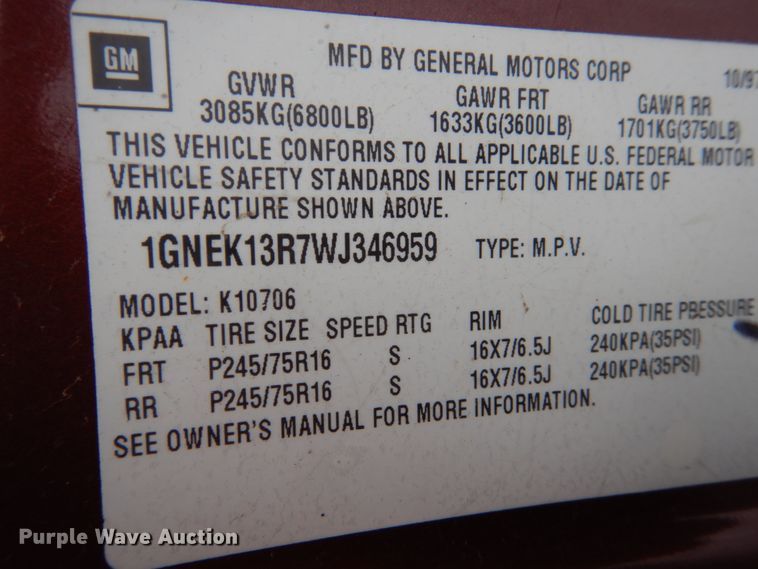 GM
MFD BY GENERAL MOTORS CORP 10/97
GVWR GAWR FRT GAWR RR
3085KG(6800LB) 1633KG(3600LB) 1701KG(3750LB)
THIS VEHICLE CONFORMS TO ALL APPLICABLE U.S. FEDERAL MOTOR
VEHICLE SAFETY STANDARDS IN EFFECT ON THE DATE OF
MANUFACTURE SHOWN ABOVE.
1GNEK13R7WJ346959 TYPE: M.P.V.
MODEL: K10706
KPAA TIRE SIZE SPEED RTG RIM COLD TIRE PRESSURE
FRT P245/75R16 S 16X7/6.5J 240KPA(35PSI)
RR P245/75R16 S 16X7/6.5J 240KPA(35PSI)
SEE OWNER'S MANUAL FOR MORE INFORMATION.
Purple Wave Auction